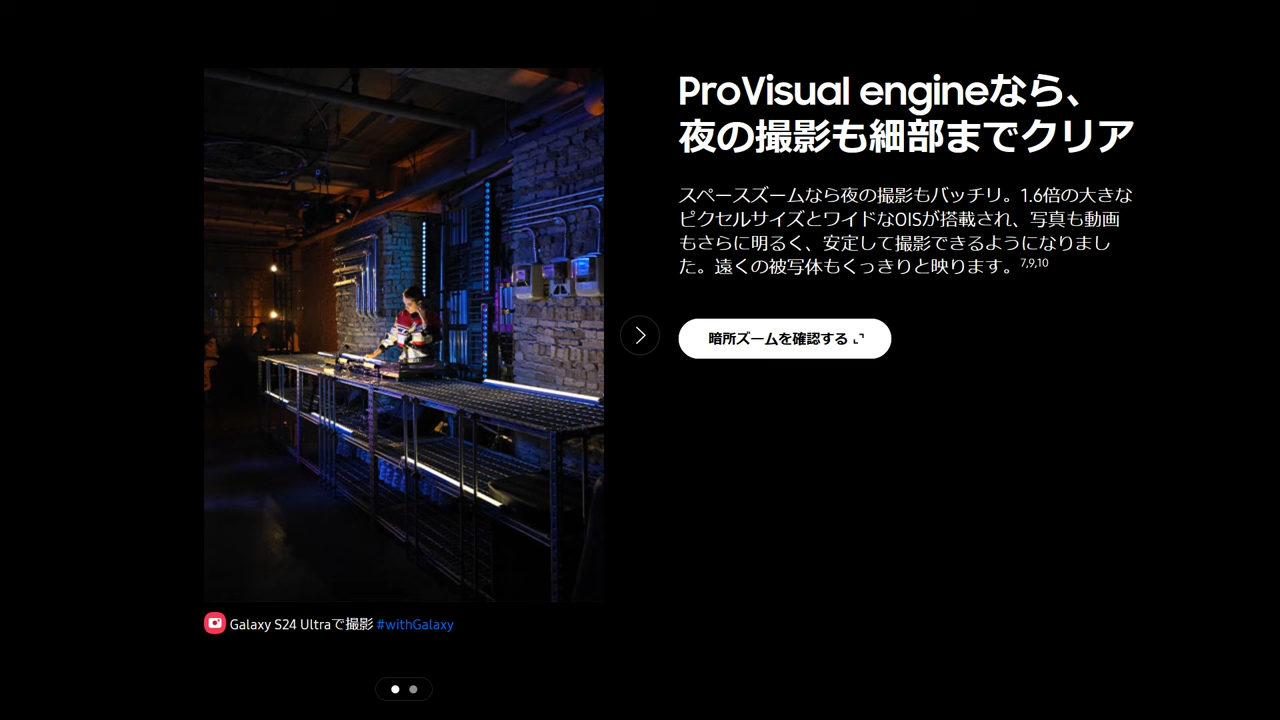 ProVisual engineなら、
夜の撮影も細部までクリア
スペースズームなら夜の撮影もバッチリ。1.6倍の大きな
ピクセルサイズとワイドなOISが搭載され、写真も動画
もさらに明るく、安定して撮影できるようになりまし
た。遠くの被写体もくっきりと映ります。7,9,10
暗所ズームを確認する
Galaxy S24 Ultraで撮影 #withGalaxy